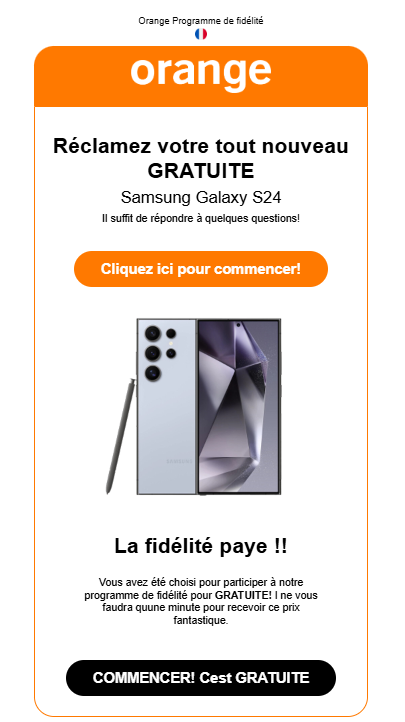 Orange Programme de fidélité
orange
Réclamez votre tout nouveau
GRATUITE
Samsung Galaxy S24
Il suffit de répondre à quelques questions!
Cliquez ici pour commencer!
SAMSUNG
La fidélité paye !!
Vous avez été choisi pour participer à notre
programme de fidélité pour GRATUITE! I ne vous
faudra quune minute pour recevoir ce prix
fantastique.
COMMENCER! Cest GRATUITE